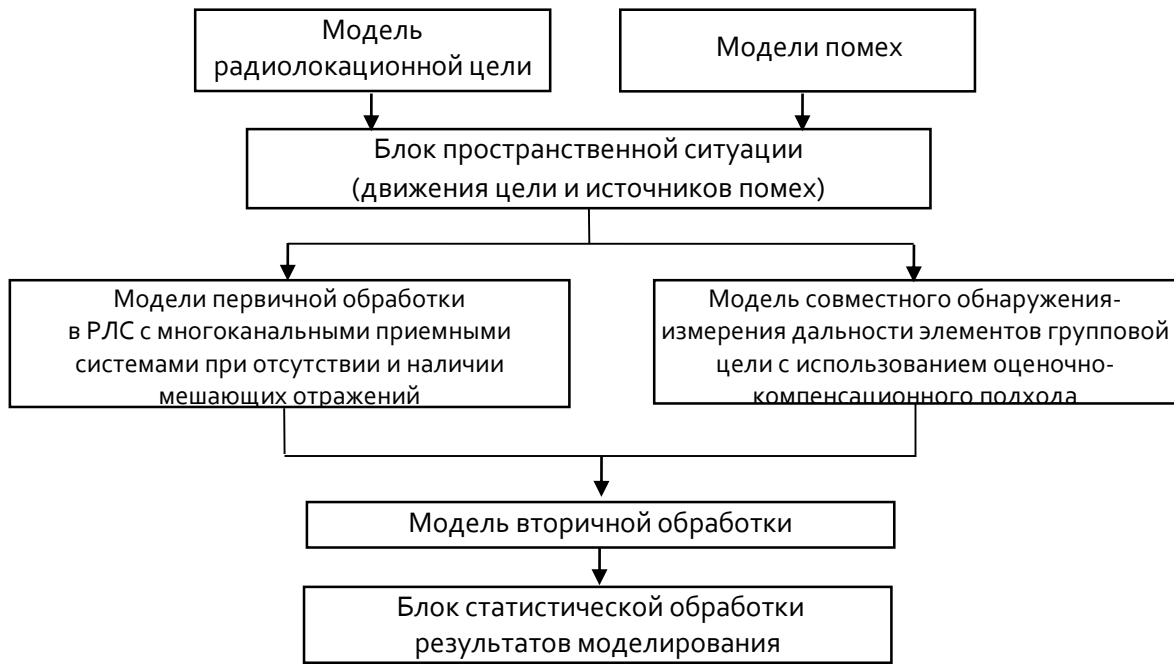 Модель
радиолокационной цели
Модели помех
Блок пространственной ситуации
(движения цели и источников помех)
Модели первичной обработки
в РЛС с многоканальными приемными
системами при отсутствии и наличии
мешающих отражений
Модель совместного обнаружения-
измерения дальности элементов групповой
цели с использованием оценочно-
компенсационного подхода
Модель вторичной обработки
Блок статистической обработки
результатов моделирования